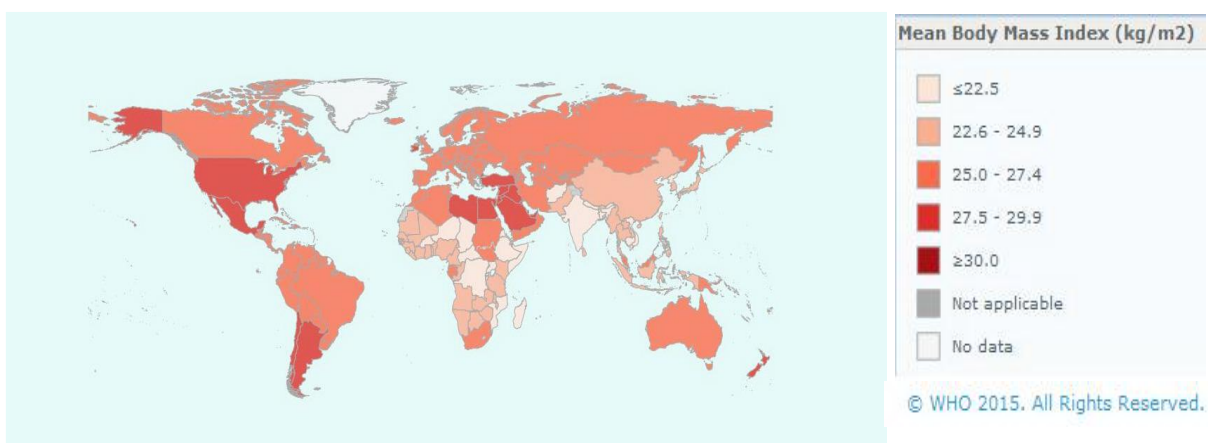 Mean Body Mass Index (kg/m2)
≤22.5
22.6 - 24.9
25.0 - 27.4
27.5 - 29.9
≥30.0
Not applicable
No data
© WHO 2015. All Rights Reserved.